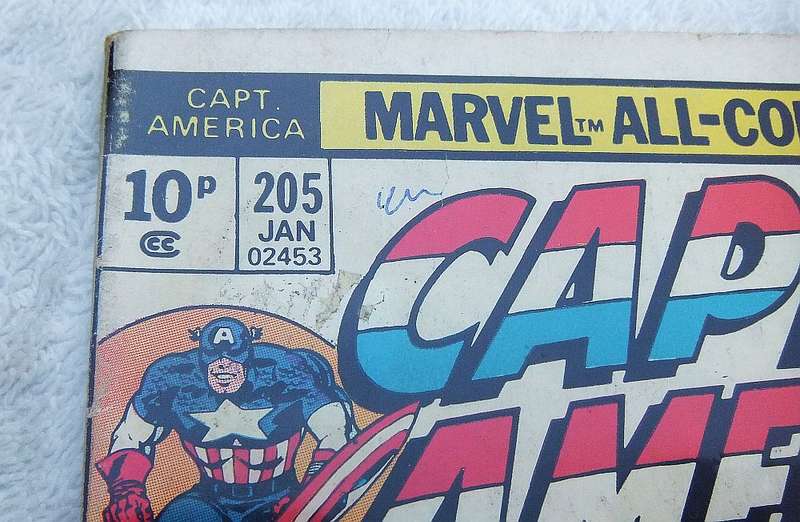 CAPT.
AMERICA
MARVEL™ ALL-CO
10P
CC
205
JAN
02453
CAP
AME
A